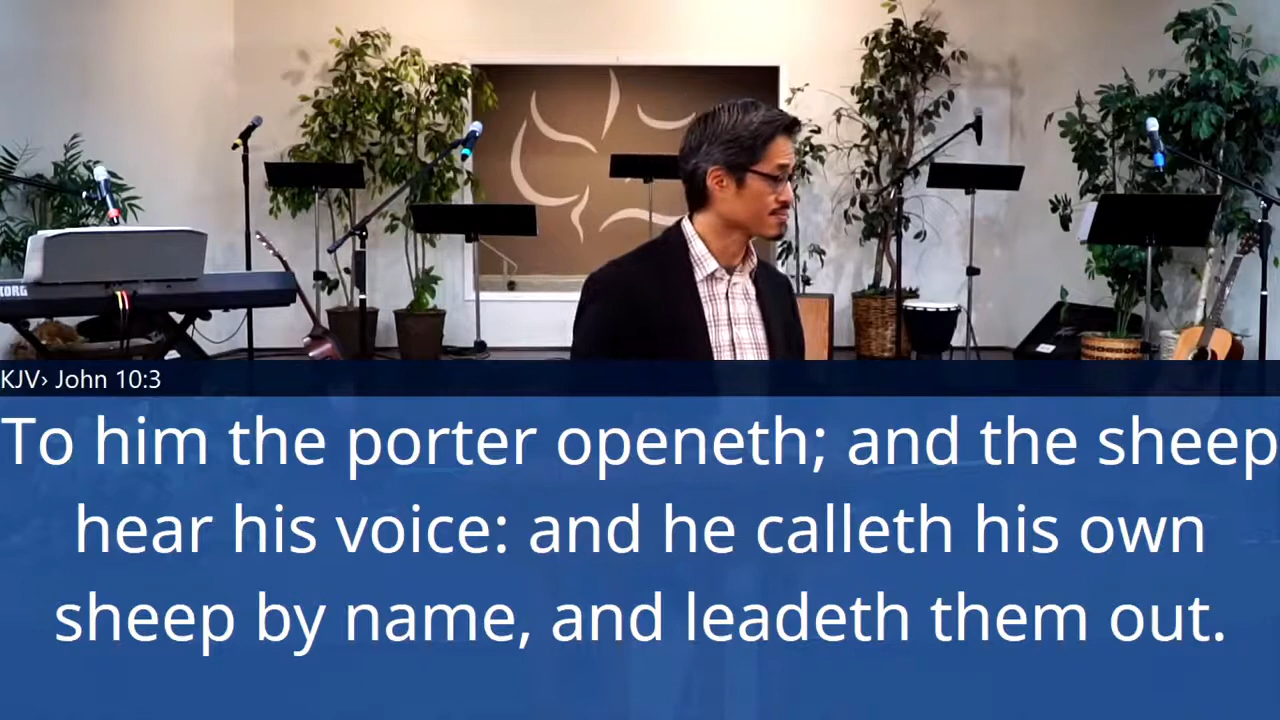 KORG
KJV› John 10:3
To him the porter openeth; and the sheep
hear his voice: and he calleth his own
sheep by name, and leadeth them out.